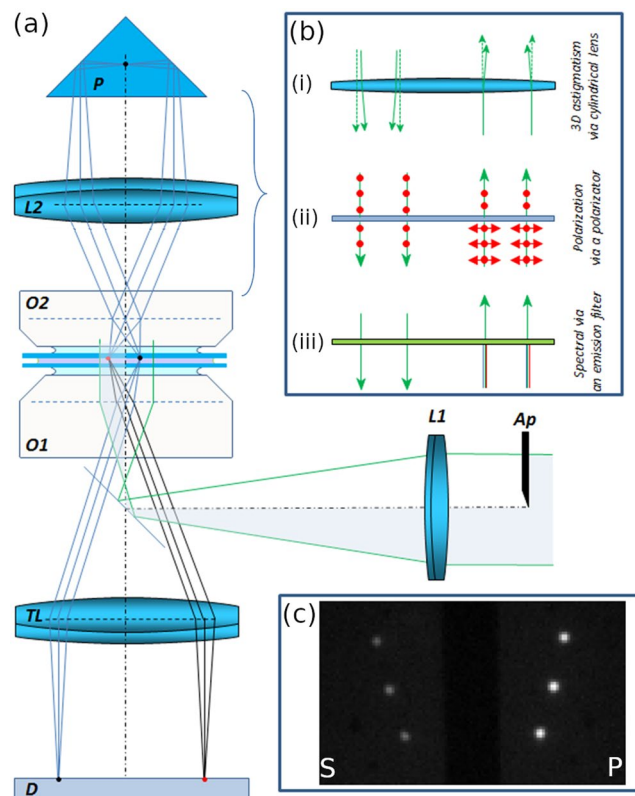 (a)
P
L2
O2
O1
TL
D
L1
Ap
(b)
(i)
3D astigmatism
via cylindrical lens
(ii)
Polarization
via a polarizator
(iii)
Spectral via
an emission filter
(c)
S
P